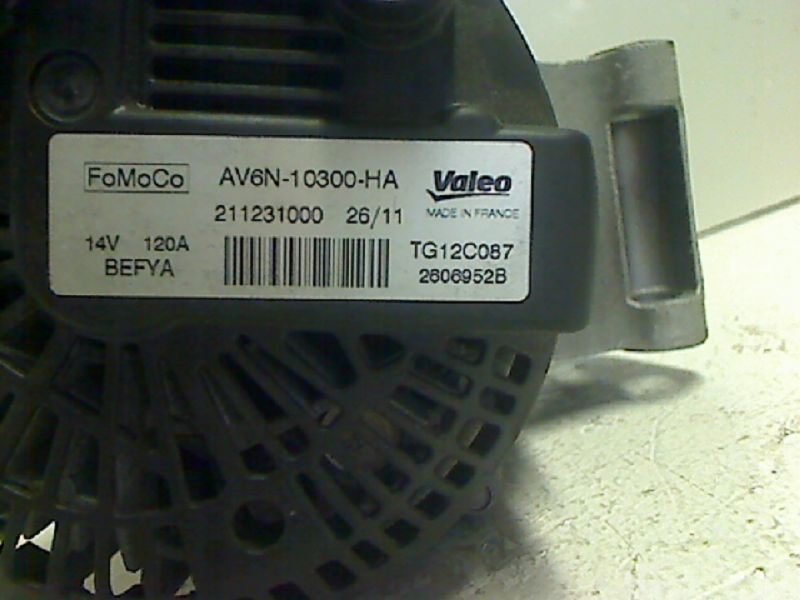 FoMoCo AV6N-10300-HA Valeo
211231000 26/11 MADE IN FRANCE
14V 120A TG12C087
BEFYA 2606952B